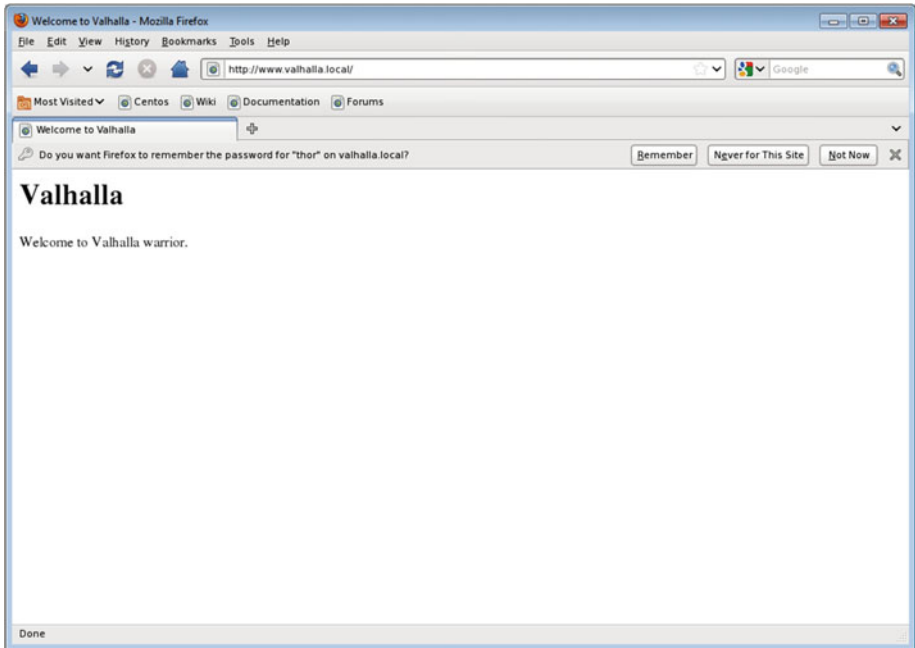 Welcome to Valhalla - Mozilla Firefox
File Edit View History Bookmarks Tools Help
http://www.valhalla.local/ Google
Most Visited Centos Wiki Documentation Forums
Welcome to Valhalla
Do you want Firefox to remember the password for "thor" on valhalla.local? Remember Never for This Site Not Now
Valhalla
Welcome to Valhalla warrior.
Done